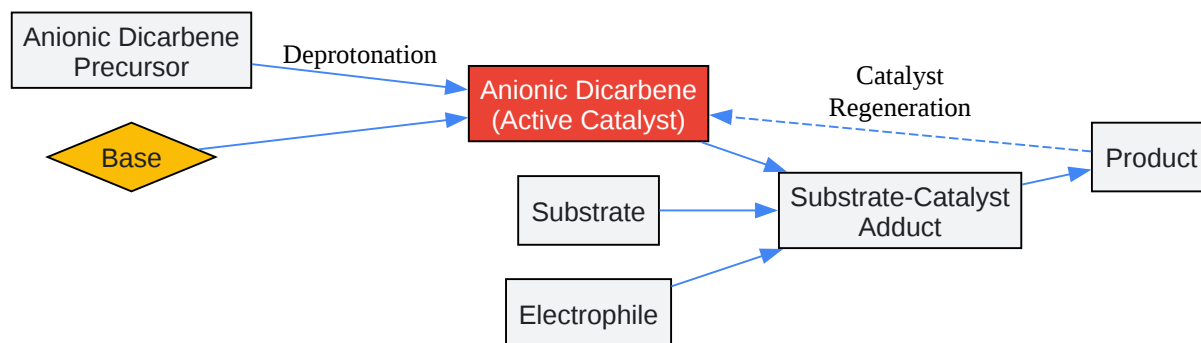 Anionic Dicarbene
Precursor
Deprotonation
Base
Anionic Dicarbene
(Active Catalyst)
Catalyst
Regeneration
Substrate
Electrophile
Substrate-Catalyst
Adduct
Product